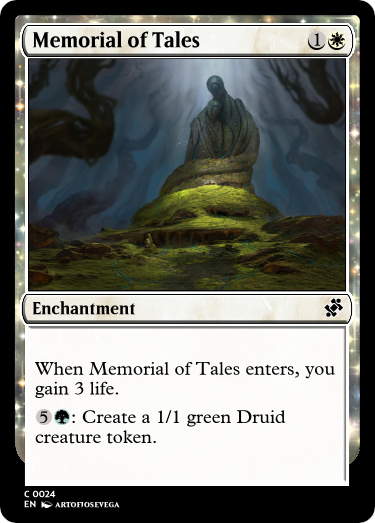 Memorial of Tales 1
Enchantment
When Memorial of Tales enters, you
gain 3 life.
5: Create a 1/1 green Druid
creature token.
C 0024
EN ARTOFJOSEVEGA